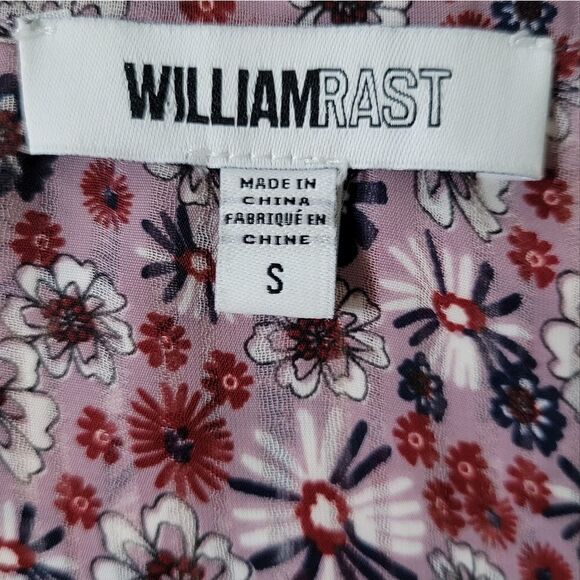 WILLIAMRAST
MADE IN
CHINA
FABRIQUÉ EN
CHINE
S